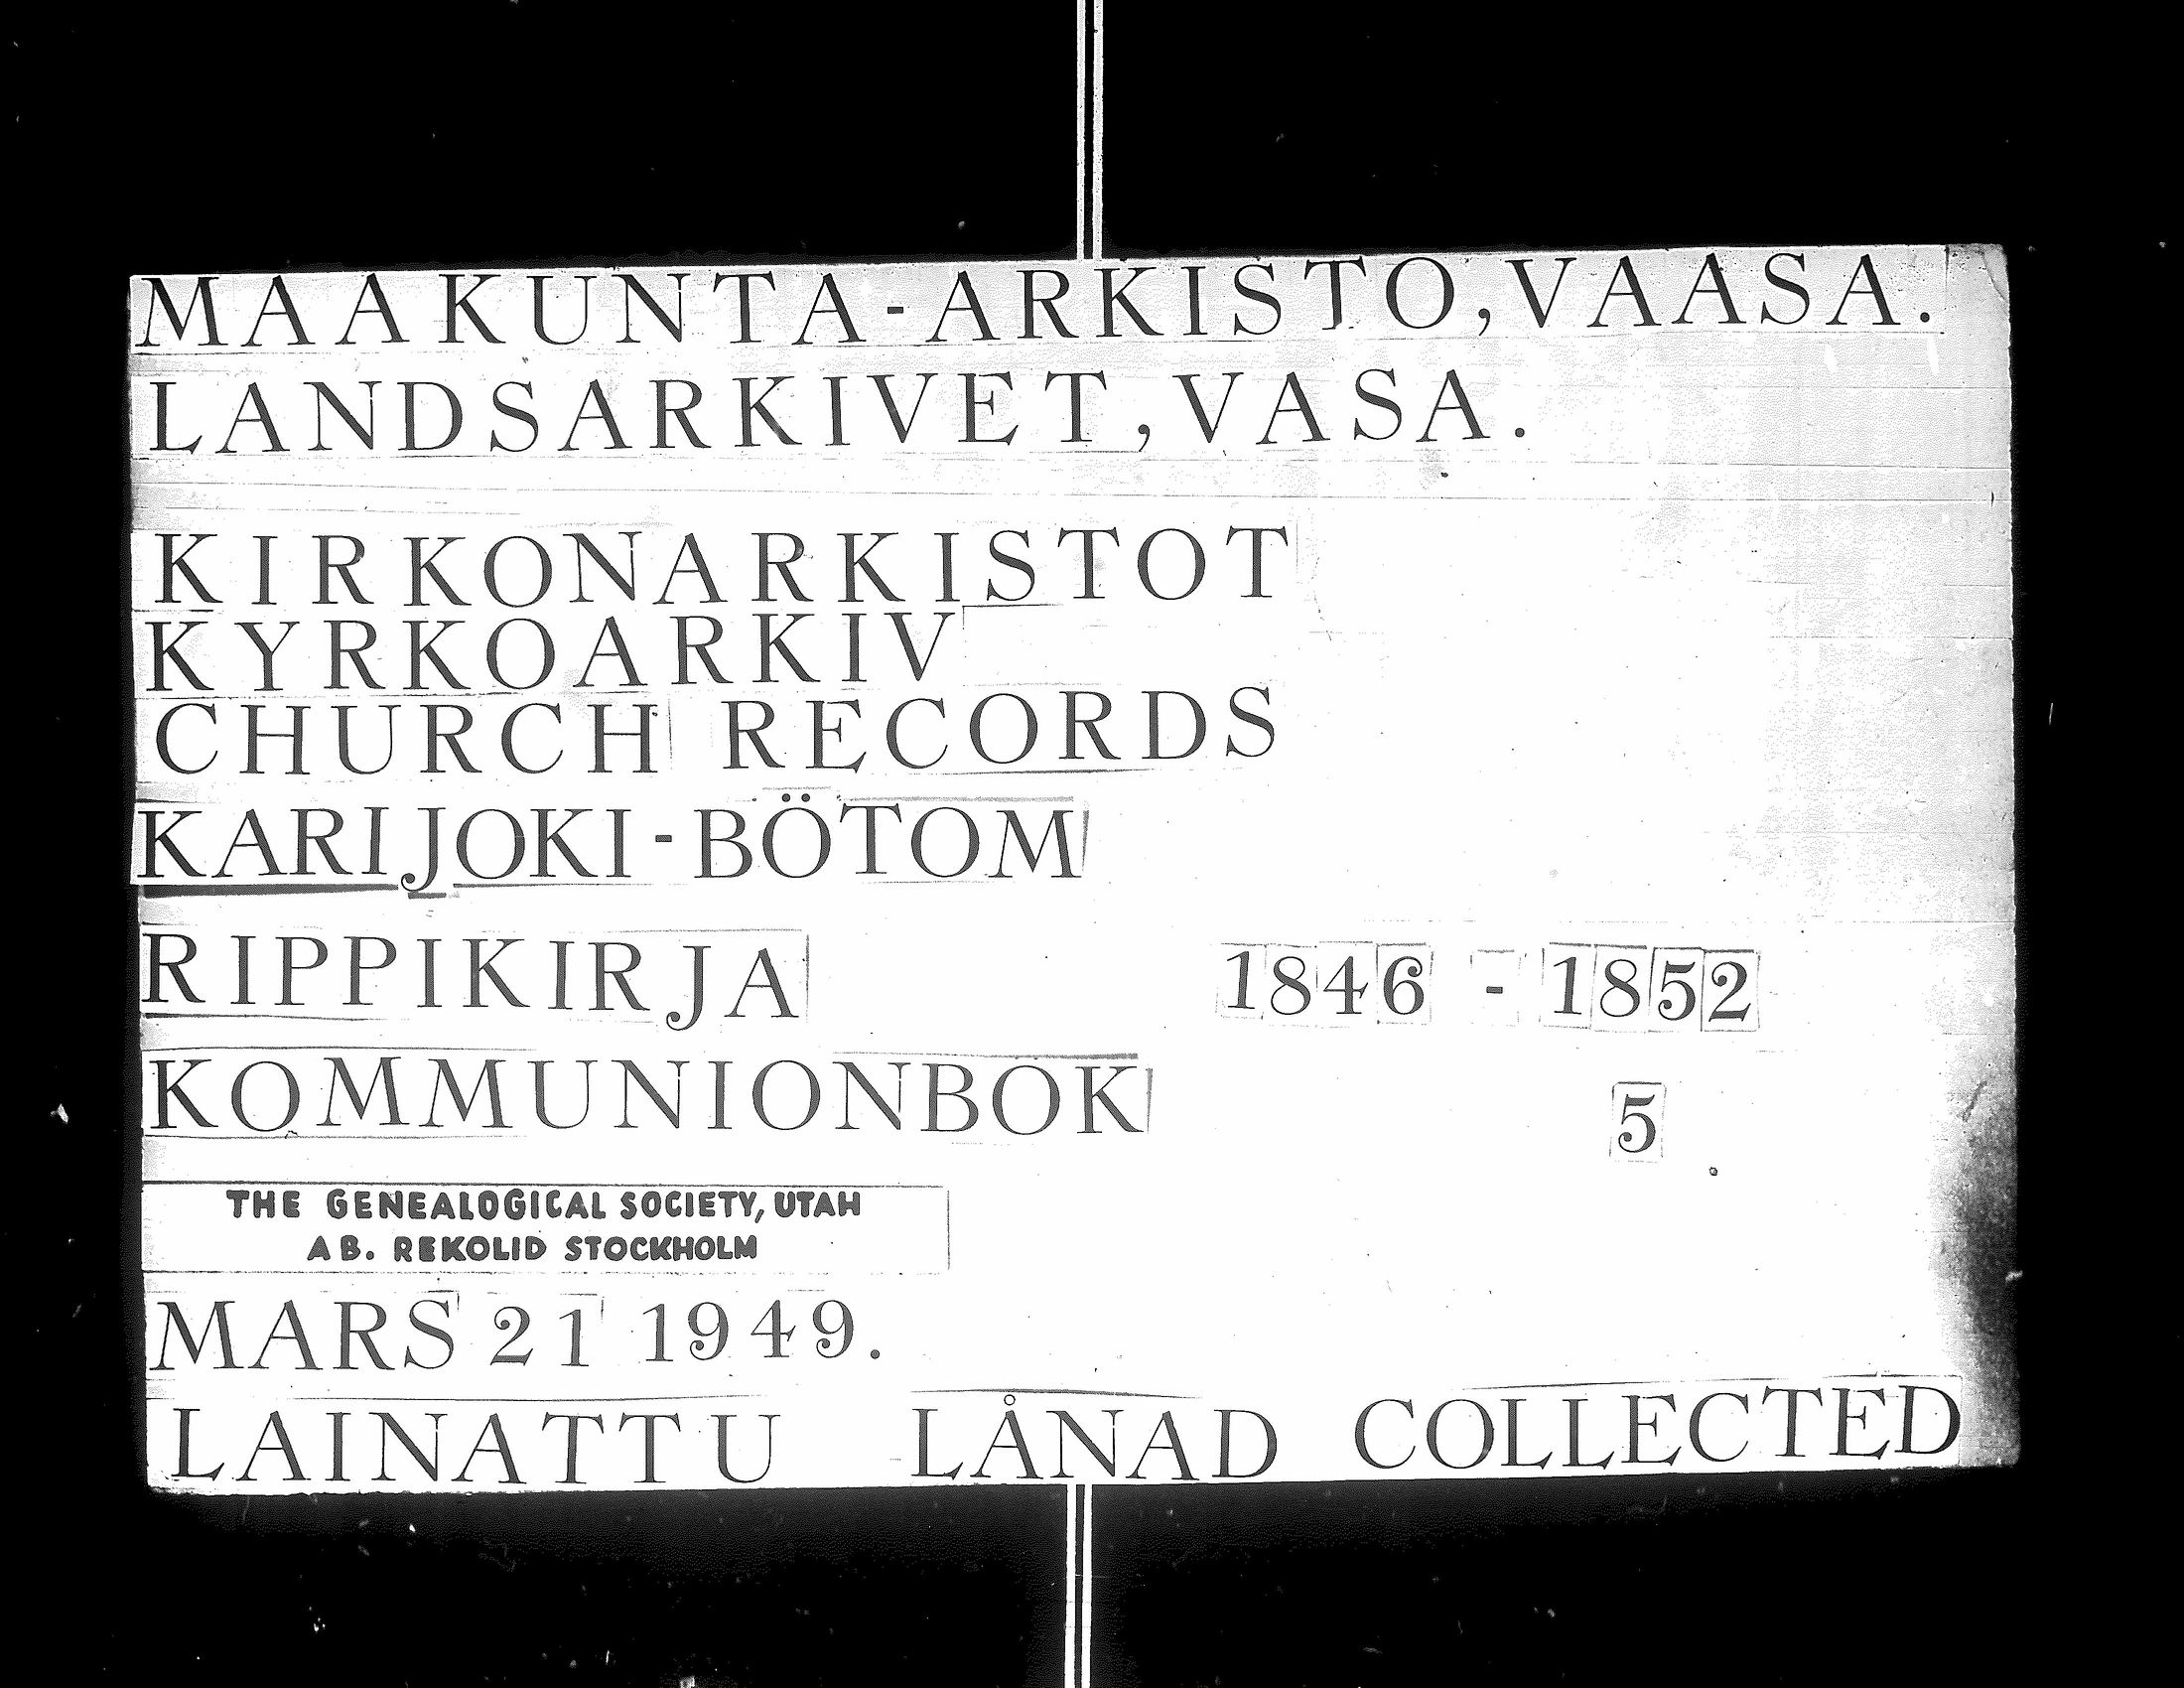 MAAKUNTA-ARKISTO, VAASA.
LANDSARKIVET, VASA.
KIRKONARKISTOT
KYRKOARKIV
CHURCH RECORDS
KARIJOKI-BÖTOM
RIPPIKIRJA 1846 - 1852
KOMMUNIONBOK 5
THE GENEALOGICAL SOCIETY, UTAH
AB. REKOLID STOCKHOLM
MARS 21 1949.
LAINATTU LÅNAD COLLECTED